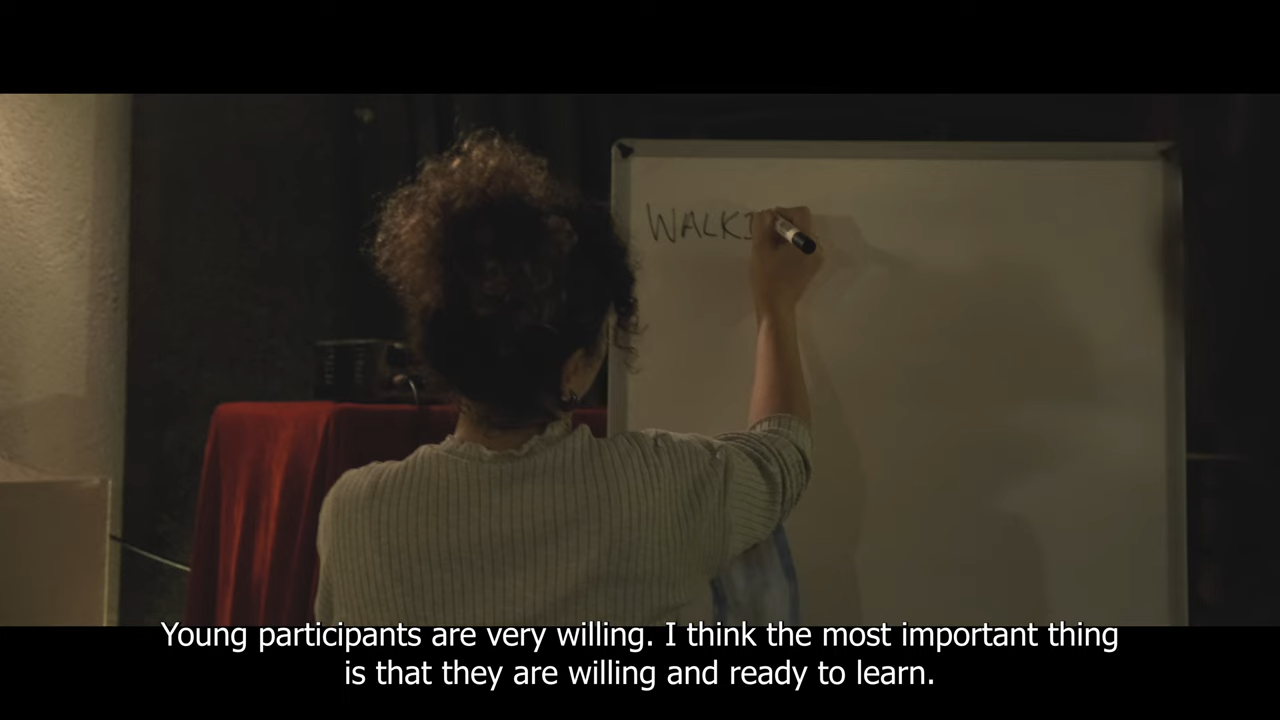 WALKI
Young participants are very willing. I think the most important thing
is that they are willing and ready to learn.